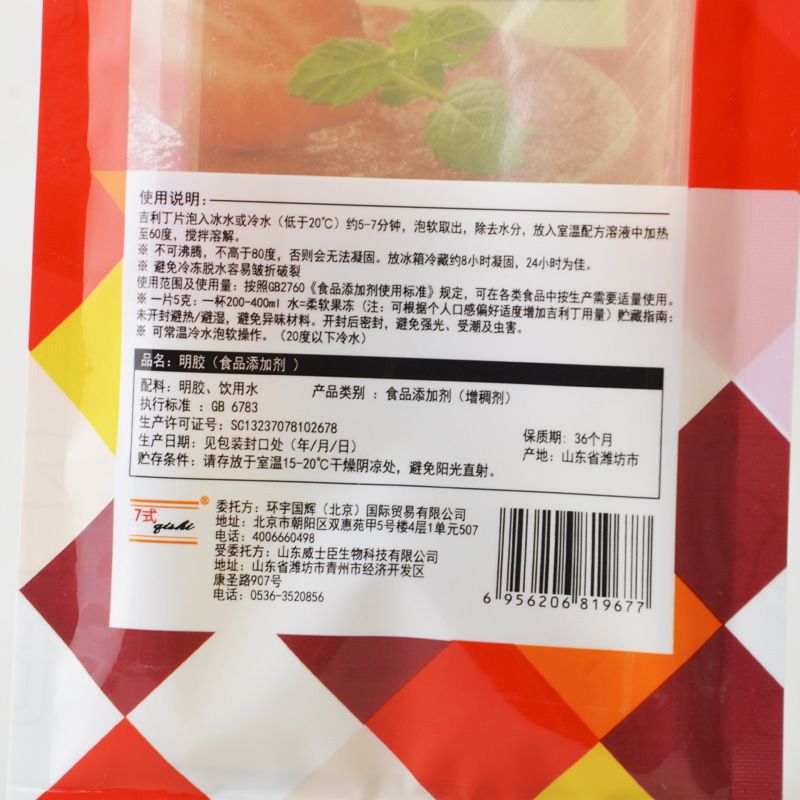 使用说明:
吉利丁片泡入冰水或冷水（低于20℃）约5-7分钟，泡软取出，除去水分，放入室温配方溶液中加热
至60度，搅拌溶解。
※ 不可沸腾，不高于80度，否则会无法凝固。放冰箱冷藏约8小时凝固，24小时为佳。
※ 避免冷冻脱水容易皱折破裂
使用范围及使用量：按照GB2760《食品添加剂使用标准》规定，可在各类食品中按生产需要适量使用。
※ 一片5克：一杯200-400ml 水=柔软果冻（注：可根据个人口感偏好适度增加吉利丁用量）贮藏指南：
未开封避热/避湿，避免异味材料。开封后密封，避免强光、受潮及虫害。
※ 可常温冷水泡软操作。（20度以下冷水）
品名：明胶（食品添加剂 ）
配料：明胶、饮用水 产品类别 ：食品添加剂（增稠剂）
执行标准 ：GB 6783
生产许可证号：SC13237078102678
生产日期：见包装封口处（年/月/日） 保质期: 36个月
贮存条件：请存放于室温15-20℃干燥阴凉处，避免阳光直射。 产地：山东省潍坊市
7式 qishi ®
委托方：环宇国辉（北京）国际贸易有限公司
地址：北京市朝阳区双惠苑甲5号楼4层1单元507
电话：4006660498
受委托方：山东威士臣生物科技有限公司
地址：山东省潍坊市青州市经济开发区
康圣路907号
电话：0536-3520856
6 956206 819677